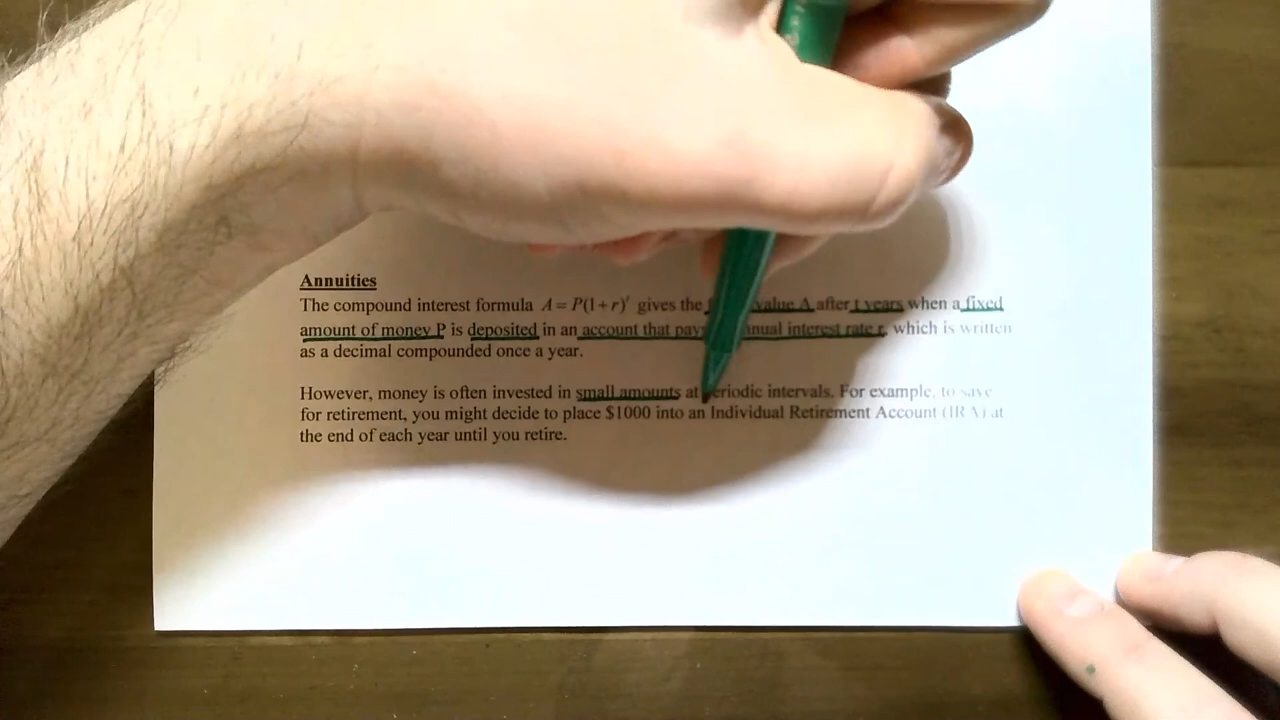 Annuities
The compound interest formula A = P(1+r)^t gives the value A after t years when a fixed
amount of money P is deposited in an account that interest rate r, which is written
as a decimal compounded once a year.
However, money is often invested in small amounts at periodic intervals. For example, to save
for retirement, you might decide to place $1000 into an Individual Retirement Account (IRA) at
the end of each year until you retire.